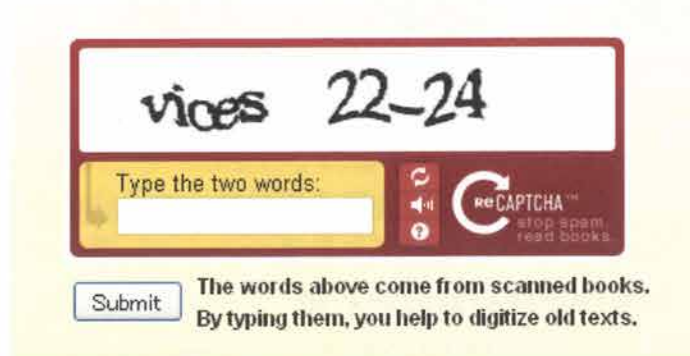 vices 22-24
Type the two words:
reCAPTCHA™
stop spam.
read books.
Submit
The words above come from scanned books.
By typing them, you help to digitize old texts.